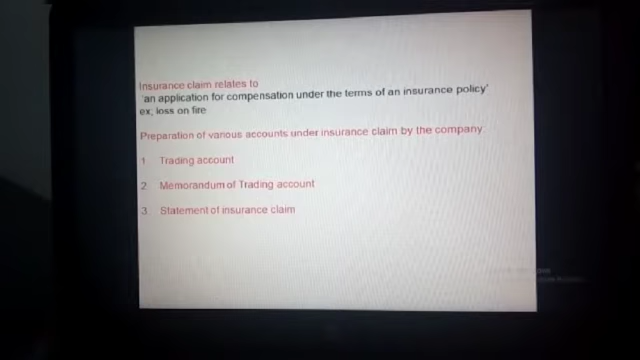 Insurance claim relates to
'an application for compensation under the terms of an insurance policy'
ex; loss on fire
Preparation of various accounts under insurance claim by the company
1. Trading account
2. Memorandum of Trading account
3. Statement of insurance claim